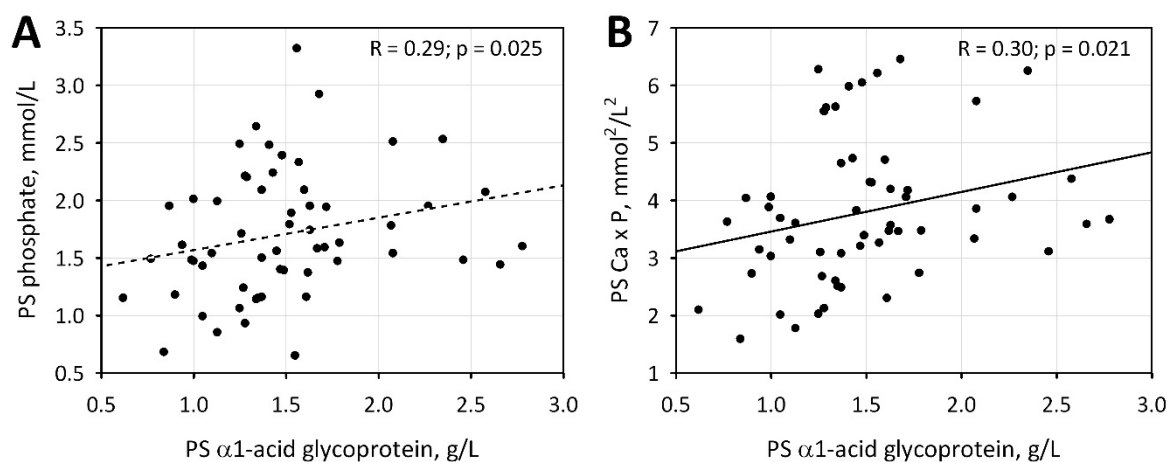 A
R = 0.29; p = 0.025
PS phosphate, mmol/L
3.5
3.0
2.5
2.0
1.5
1.0
0.5
0.5 1.0 1.5 2.0 2.5 3.0
PS α1-acid glycoprotein, g/L
B
R = 0.30; p = 0.021
PS Ca x P, mmol²/L²
7
6
5
4
3
2
1
0.5 1.0 1.5 2.0 2.5 3.0
PS α1-acid glycoprotein, g/L